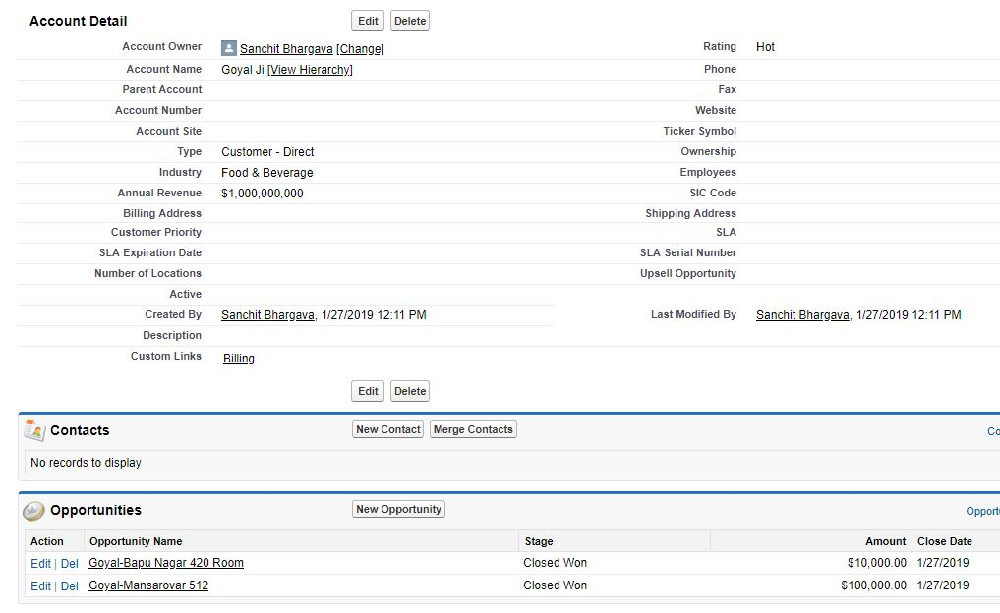 Account Detail Edit Delete
Account Owner Sanchit Bhargava [Change] Rating Hot
Account Name Goyal Ji [View Hierarchy] Phone
Parent Account Fax
Account Number Website
Account Site Ticker Symbol
Type Customer - Direct Ownership
Industry Food & Beverage Employees
Annual Revenue $1,000,000,000 SIC Code
Billing Address Shipping Address
Customer Priority SLA
SLA Expiration Date SLA Serial Number
Number of Locations Upsell Opportunity
Active
Created By Sanchit Bhargava, 1/27/2019 12:11 PM Last Modified By Sanchit Bhargava, 1/27/2019 12:11 PM
Description
Custom Links Billing
Edit Delete
Contacts New Contact Merge Contacts Co
No records to display
Opportunities New Opportunity Opportu
Action Opportunity Name Stage Amount Close Date
Edit | Del Goyal-Bapu Nagar 420 Room Closed Won $10,000.00 1/27/2019
Edit | Del Goyal-Mansarovar 512 Closed Won $100,000.00 1/27/2019